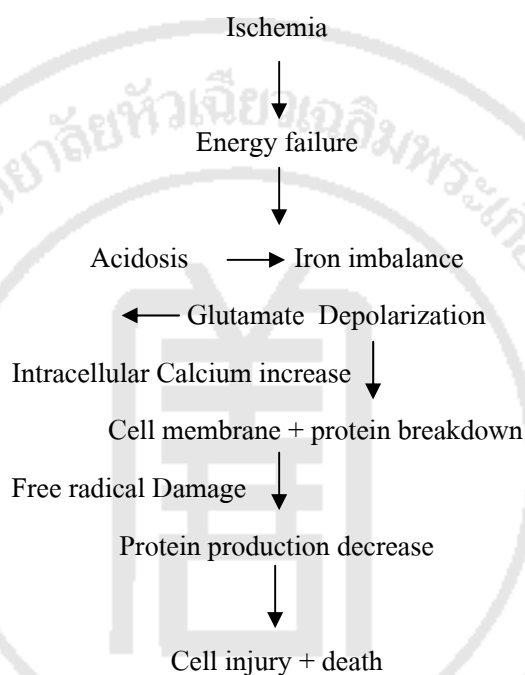 Ischemia
Energy failure
Acidosis Iron imbalance
Glutamate Depolarization
Intracellular Calcium increase
Cell membrane + protein breakdown
Free radical Damage
Protein production decrease
Cell injury + death